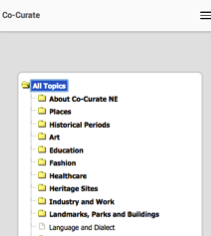 Co-Curate
All Topics
About Co-Curate NE
Places
Historical Periods
Art
Education
Fashion
Healthcare
Heritage Sites
Industry and Work
Landmarks, Parks and Buildings
Language and Dialect